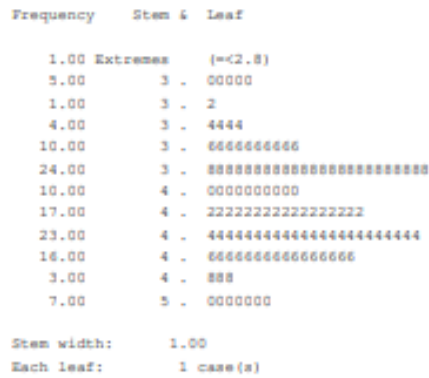 Frequency Stem & Leaf
1.00 Extremes (=<2.8)
5.00 3 . 00000
1.00 3 . 2
4.00 3 . 4444
10.00 3 . 6666666666
24.00 3 . 888888888888888888888888
10.00 4 . 0000000000
17.00 4 . 22222222222222222
23.00 4 . 44444444444444444444444
16.00 4 . 6666666666666666
3.00 4 . 888
7.00 5 . 0000000
Stem width: 1.00
Each leaf: 1 case(s)